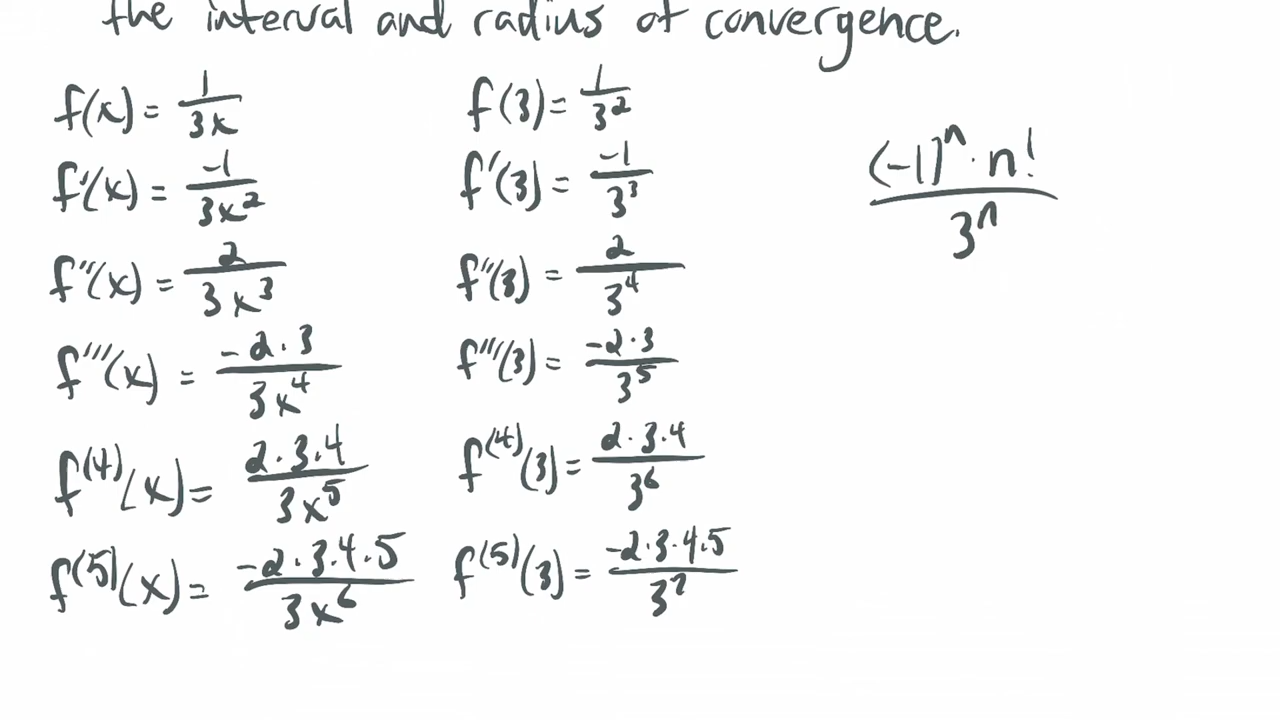 the interval and radius of convergence.
f(x) = 1/3x
f(3) = 1/3²
f'(x) = -1/3x²
f'(3) = -1/3³
(-1)ⁿ · n!/3ⁿ
f''(x) = 2/3x³
f''(3) = 2/3⁴
f'''(x) = -2·3/3x⁴
f'''(3) = -2·3/3⁵
f⁽⁴⁾(x) = 2·3·4/3x⁵
f⁽⁴⁾(3) = 2·3·4/3⁶
f⁽⁵⁾(x) = -2·3·4·5/3x⁶
f⁽⁵⁾(3) = -2·3·4·5/3⁷